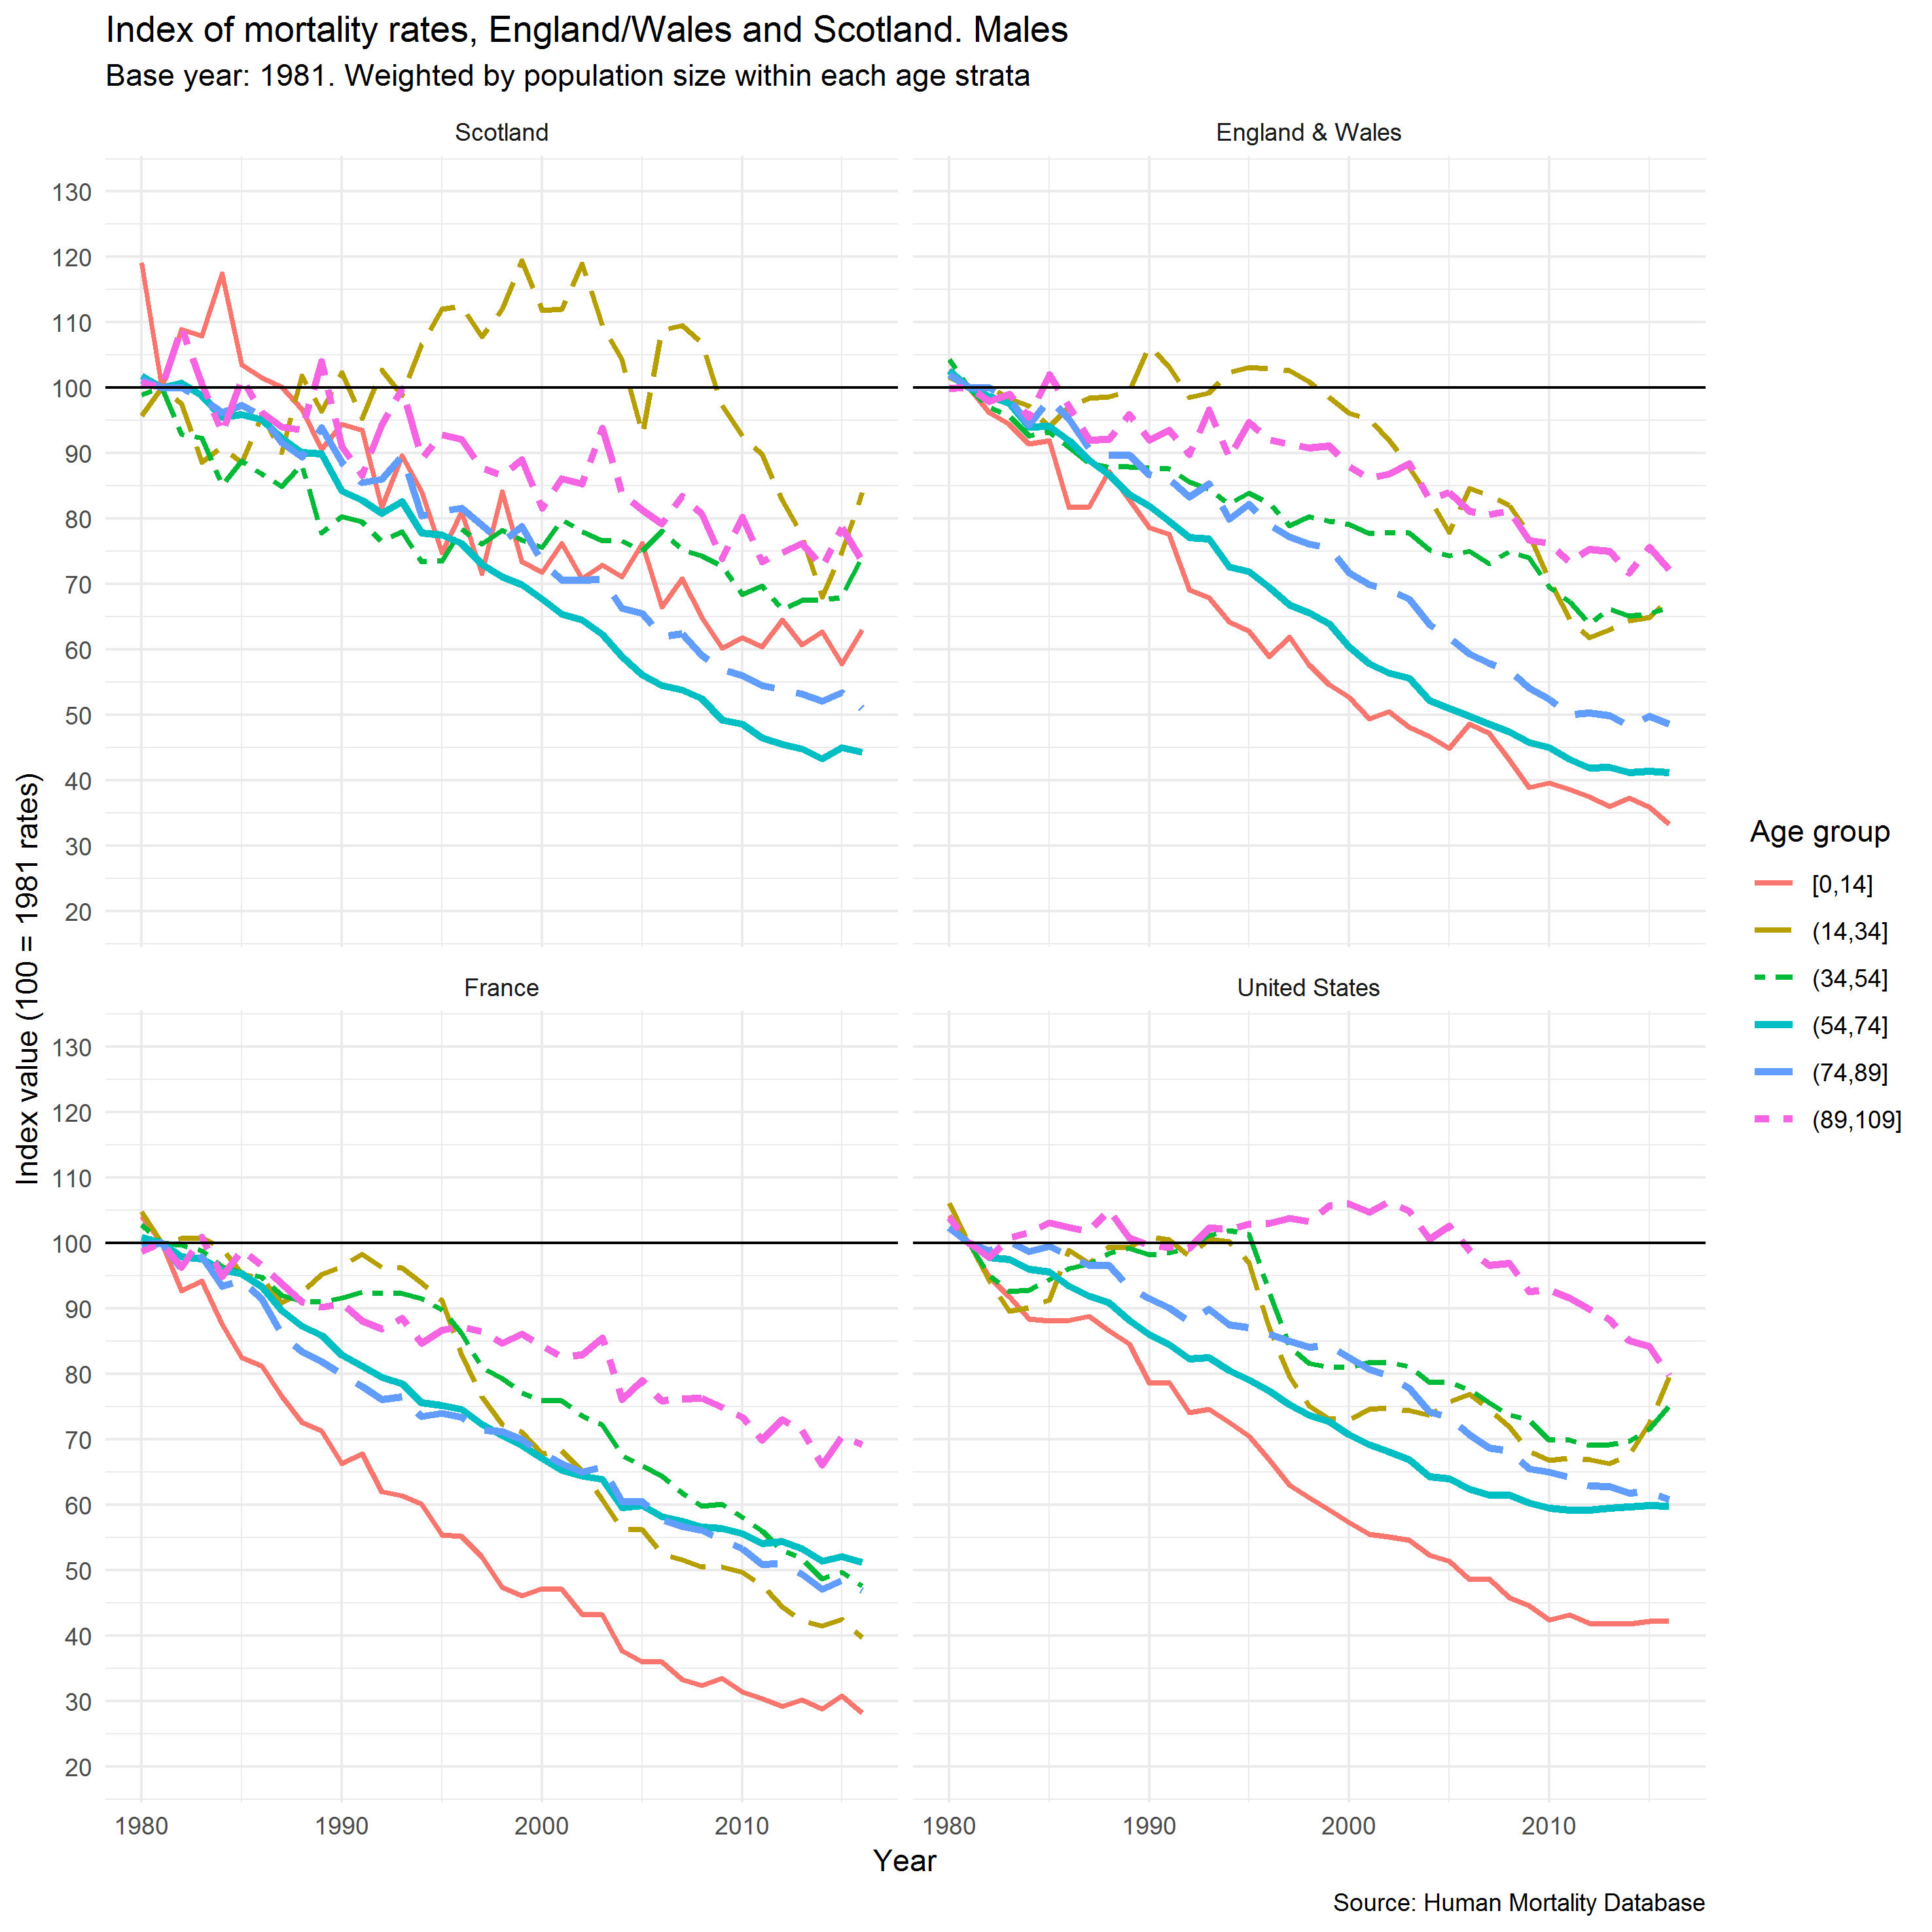 Index of mortality rates, England/Wales and Scotland. Males
Base year: 1981. Weighted by population size within each age strata
Scotland
England & Wales
130
120
110
100
90
80
70
60
50
40
30
20
France
United States
130
120
110
100
90
80
70
60
50
40
30
20
Index value (100 = 1981 rates)
1980 1990 2000 2010
1980 1990 2000 2010
Year
Age group
[0,14]
(14,34]
(34,54]
(54,74]
(74,89]
(89,109]
Source: Human Mortality Database